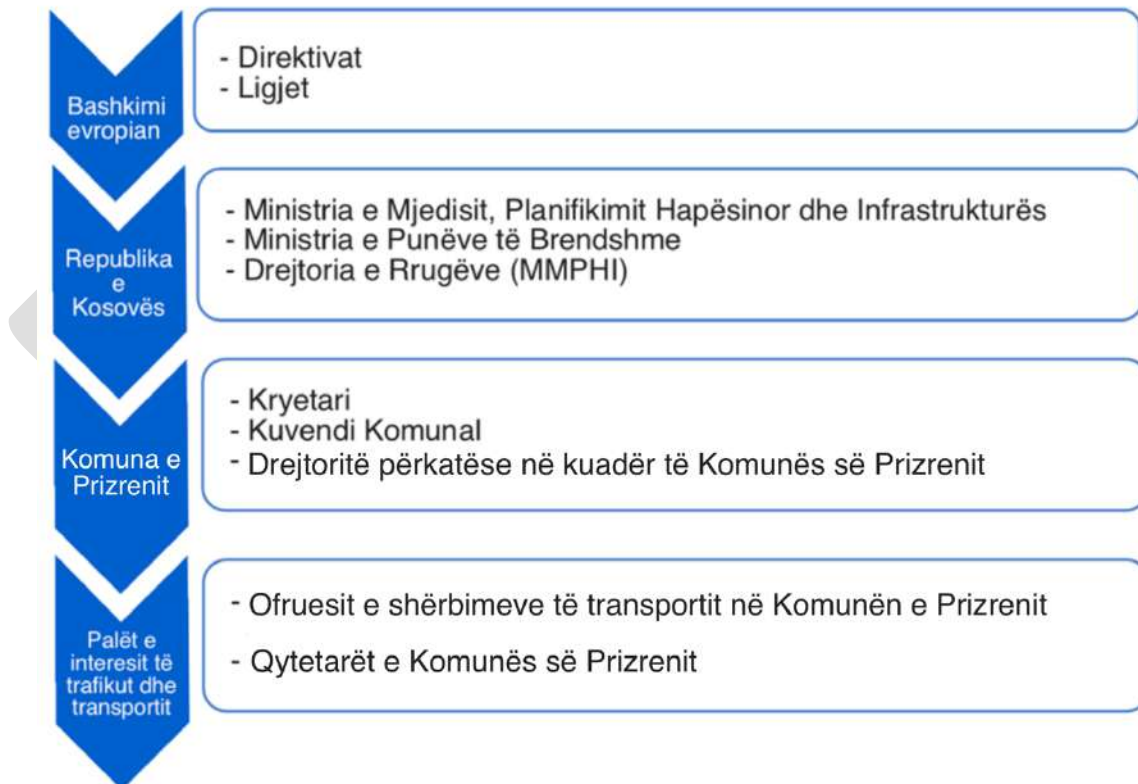 Bashkimi
evropian
- Direktivat
- Ligjet
Republika
e
Kosovës
- Ministria e Mjedisit, Planifikimit Hapësinor dhe Infrastrukturës
- Ministria e Punëve të Brendshme
- Drejtoria e Rrugëve (MMPHI)
Komuna e
Prizrenit
- Kryetari
- Kuvendi Komunal
- Drejtoritë përkatëse në kuadër të Komunës së Prizrenit
Palët e
interesit të
trafikut dhe
transportit
- Ofruesit e shërbimeve të transportit në Komunën e Prizrenit
- Qytetarët e Komunës së Prizrenit